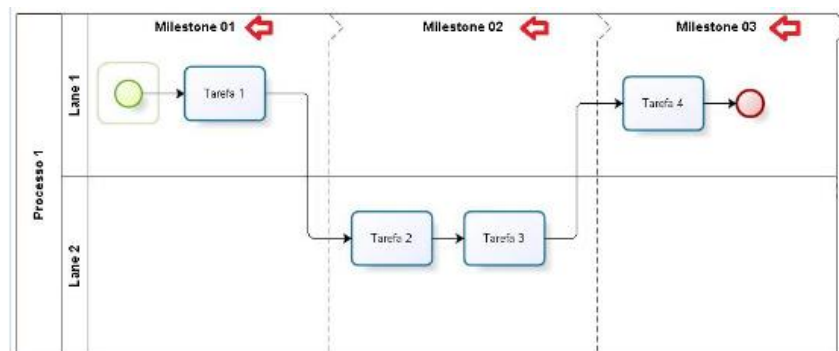 Milestone 01
Milestone 02
Milestone 03
Processo 1
Lane 1
Tarefa 1
Tarefa 4
Lane 2
Tarefa 2
Tarefa 3